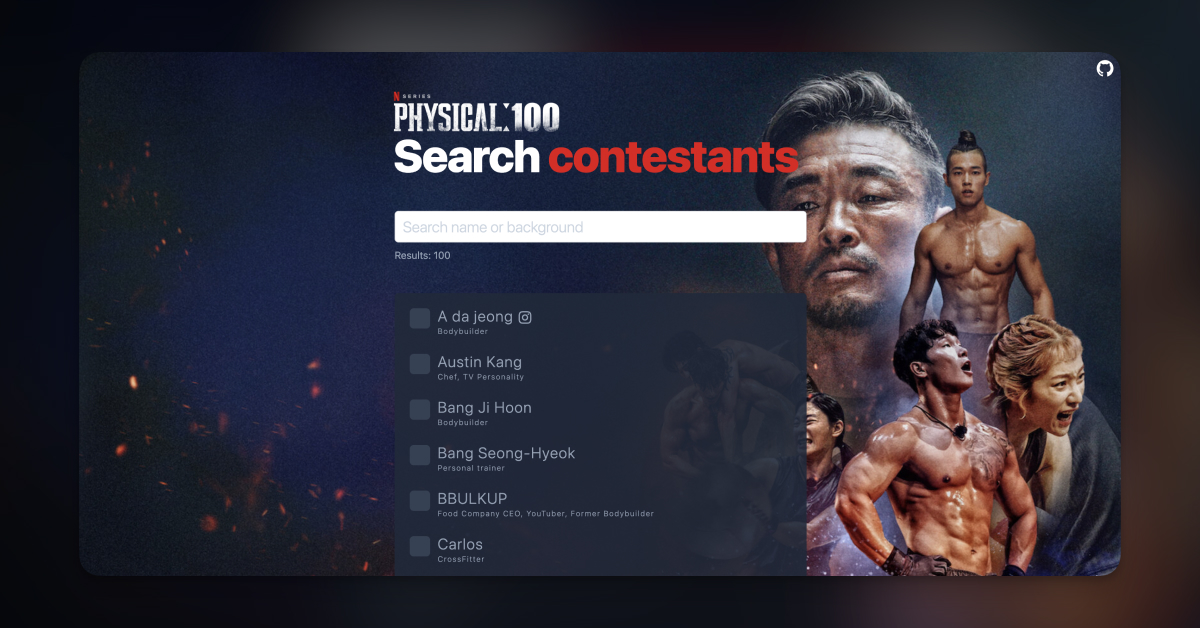 N SERIES
PHYSICAL:100
Search contestants
Search name or background
Results: 100
A da jeong
Bodybuilder
Austin Kang
Chef, TV Personality
Bang Ji Hoon
Bodybuilder
Bang Seong-Hyeok
Personal trainer
BBULKUP
Food Company CEO, YouTuber, Former Bodybuilder
Carlos
CrossFitter